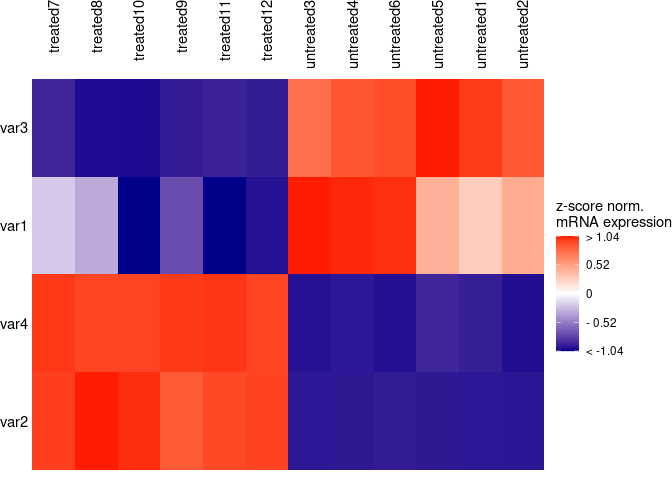 treated7
treated8
treated10
treated9
treated11
treated12
untreated3
untreated4
untreated6
untreated5
untreated1
untreated2
var3
var1
var4
var2
z-score norm.
mRNA expression
> 1.04
0.52
0
- 0.52
< -1.04